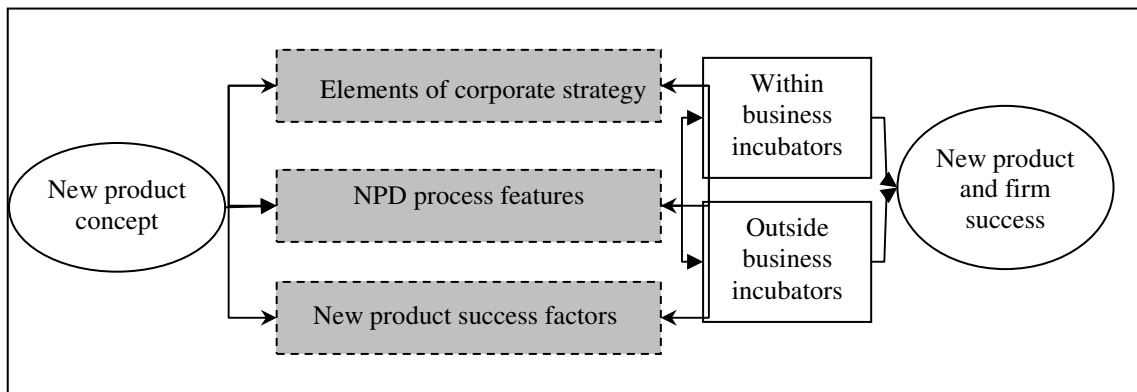 New product
concept
Elements of corporate strategy
NPD process features
New product success factors
Within
business
incubators
Outside
business
incubators
New product
and firm
success